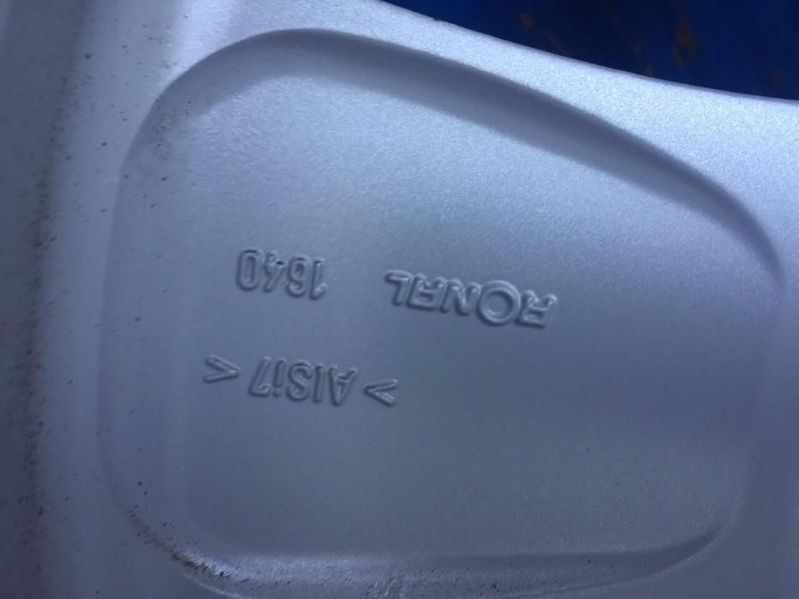 > AlSi7 <
RONAL 1640